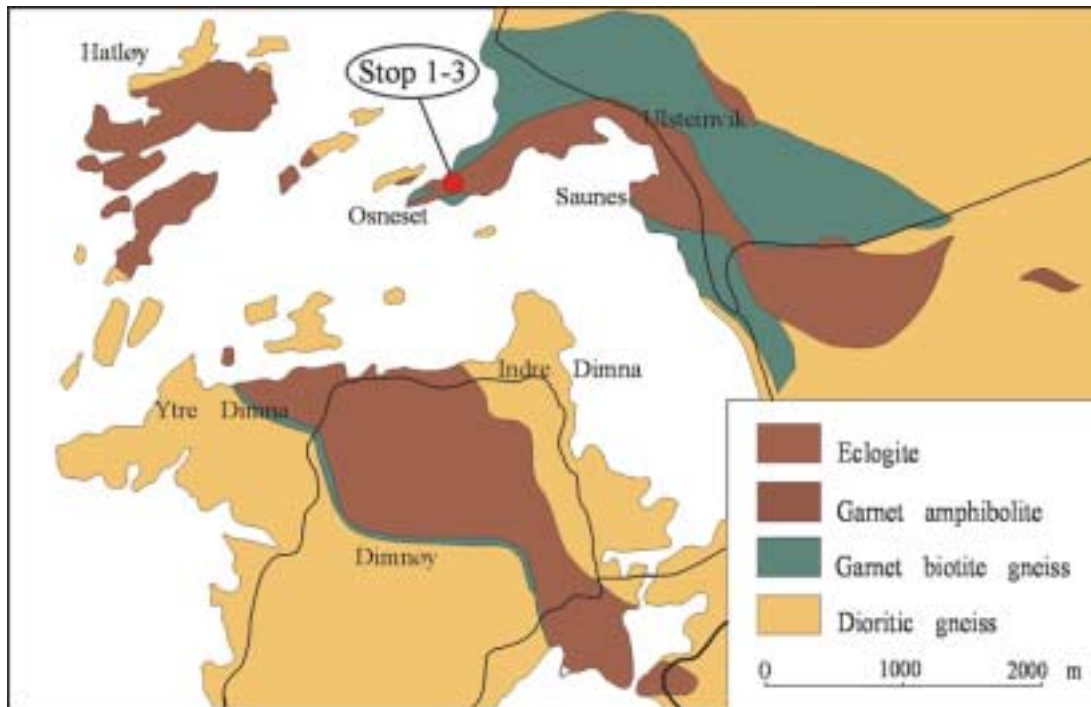 Hatløy
Stop 1-3
Ulsteinvik
Osneset
Saunes
Indre Dimna
Ytre Dimna
Dimnøy
Eclogite
Garnet amphibolite
Garnet biotite gneiss
Dioritic gneiss
0 1000 2000 m